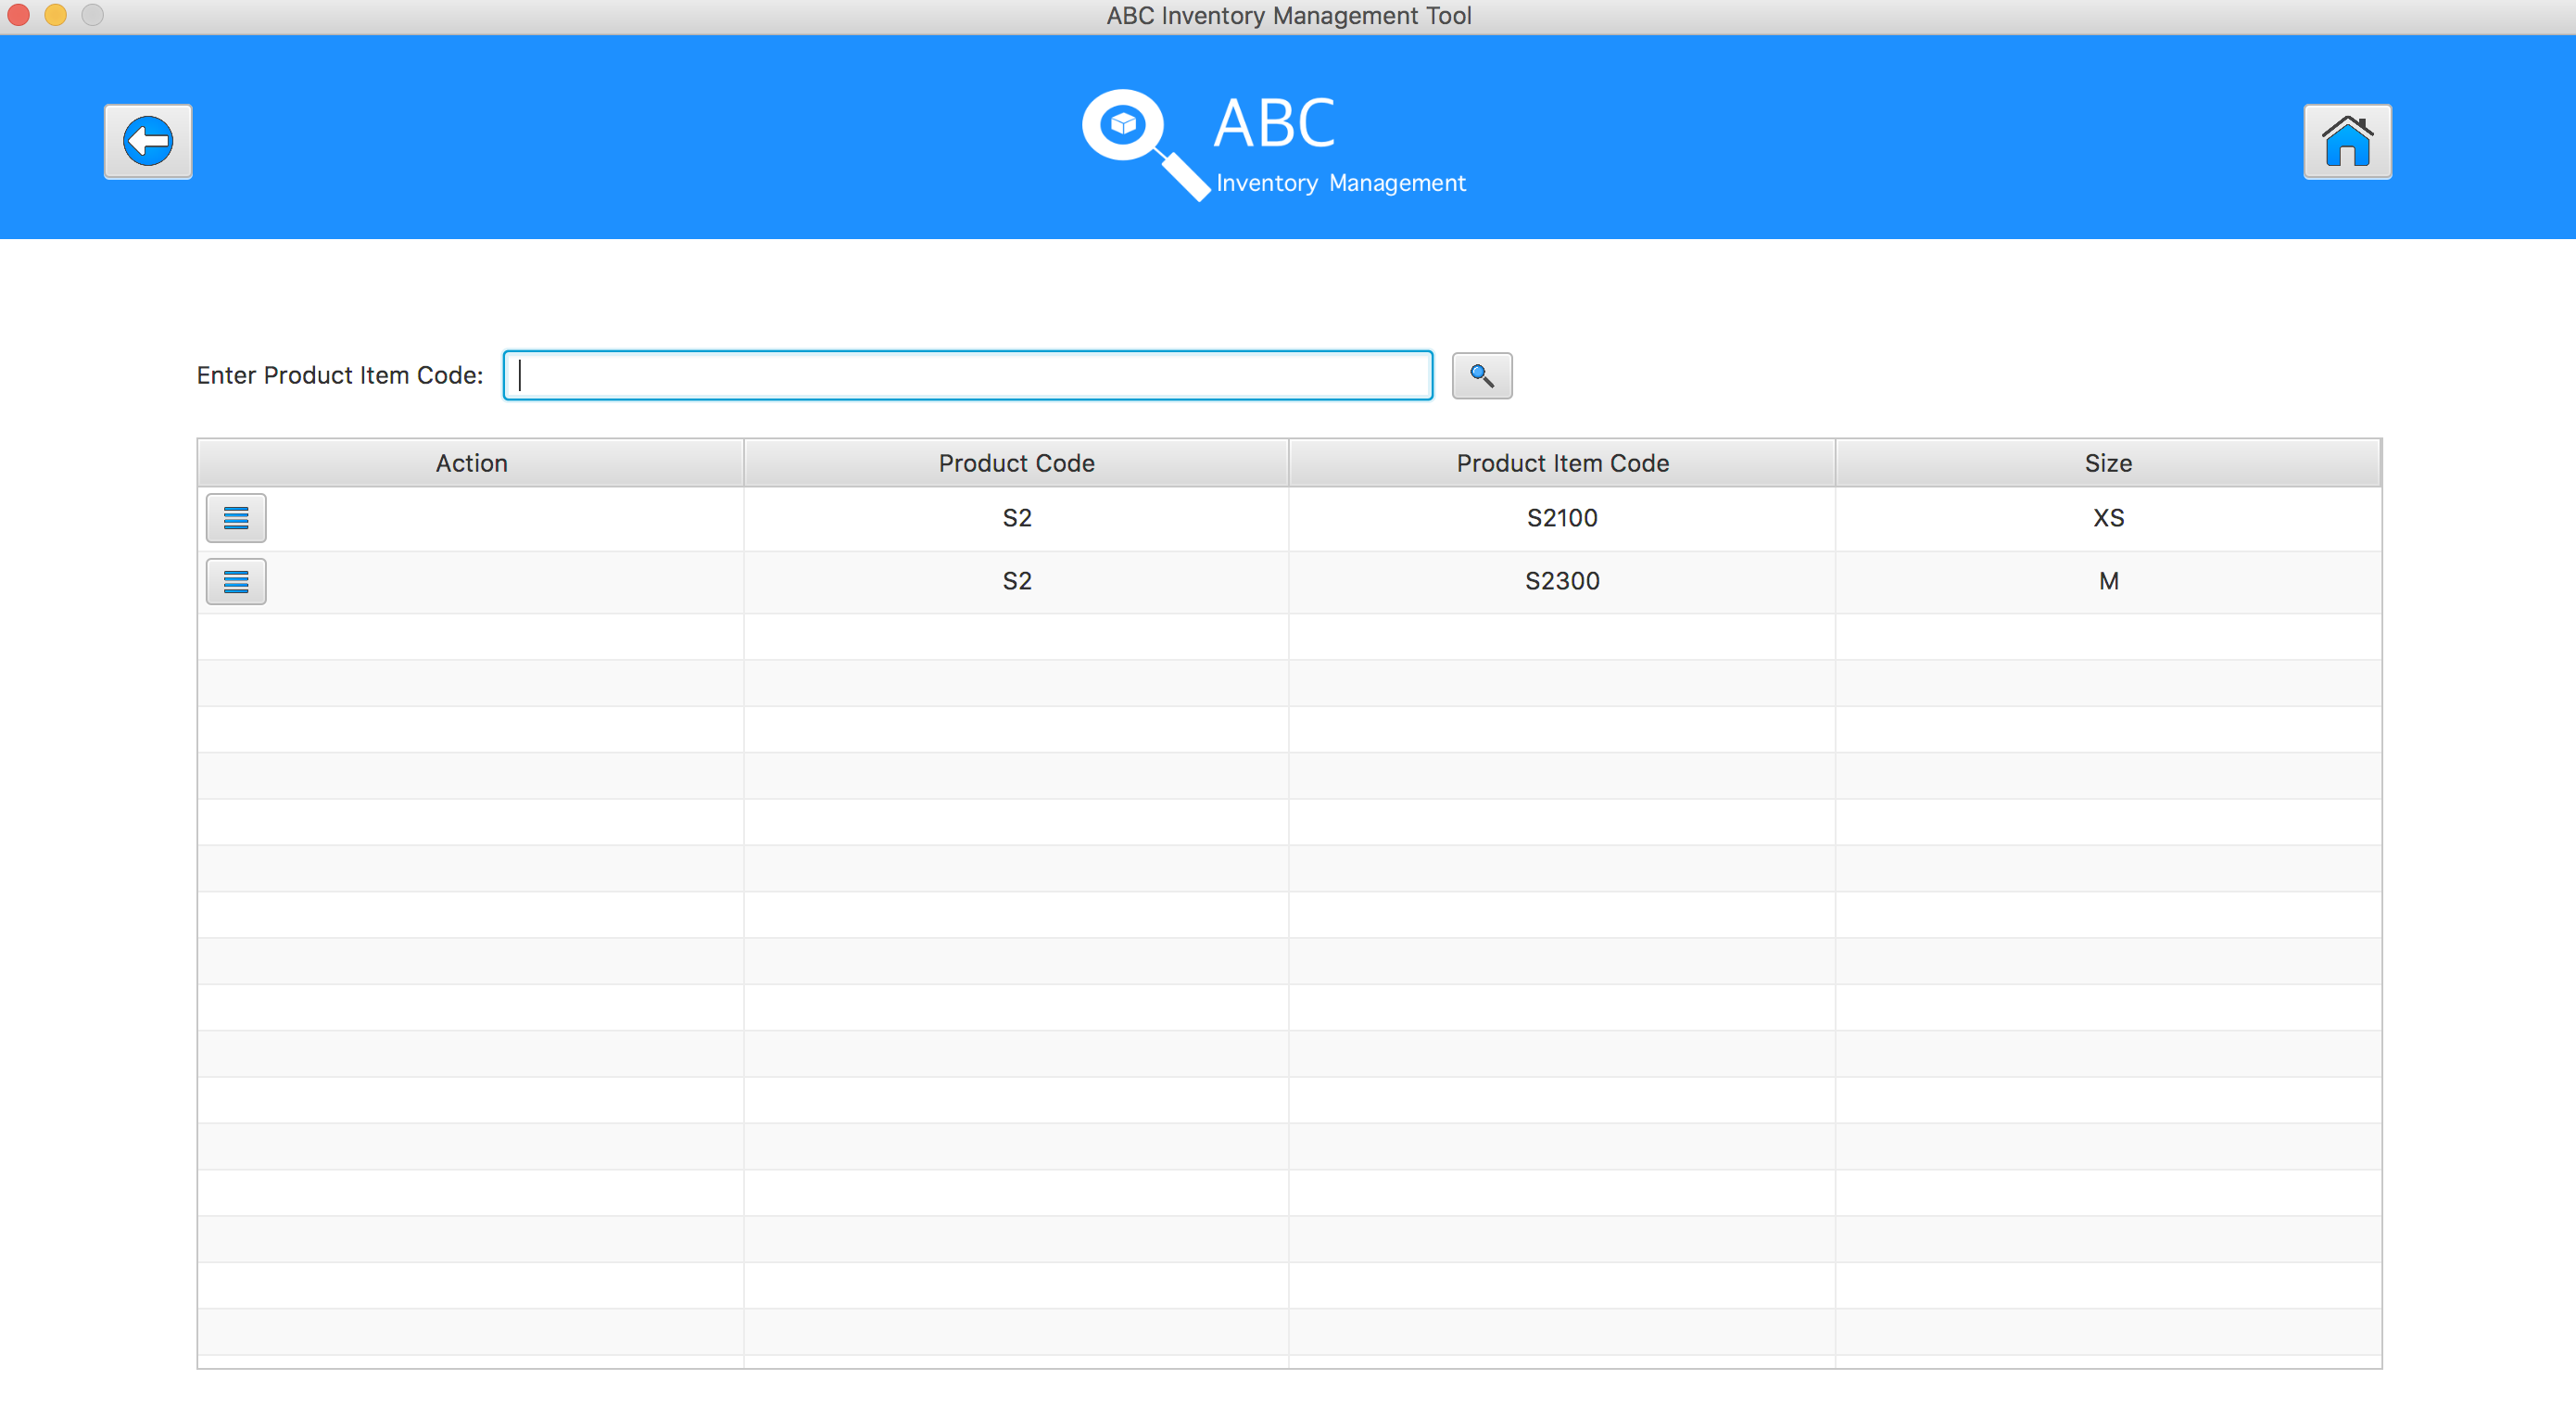 ABC Inventory Management Tool
ABC
Inventory Management
Enter Product Item Code:
Action Product Code Product Item Code Size
S2 S2100 XS
S2 S2300 M